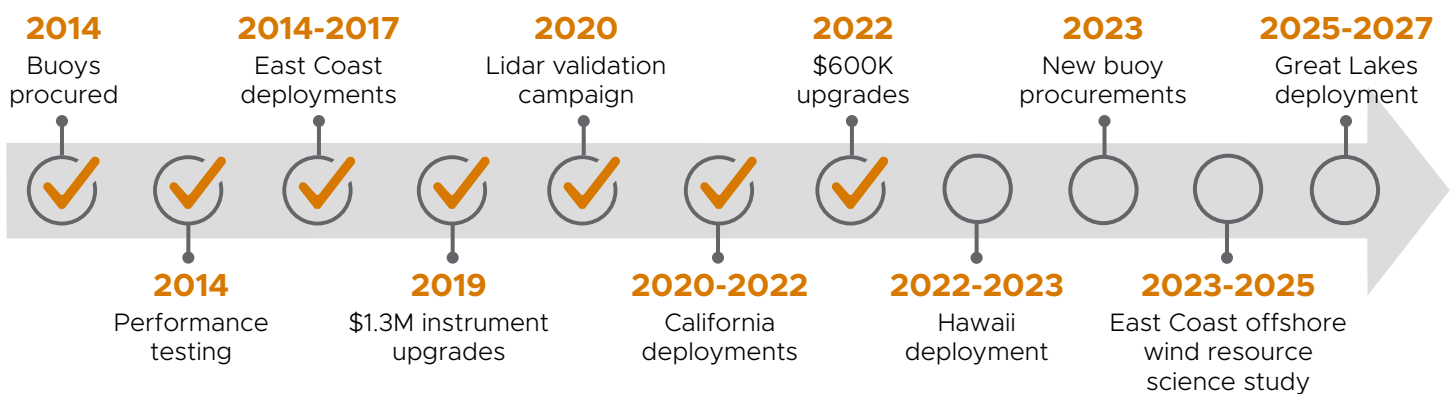 2014
Buoys
procured
2014
Performance
testing
2014-2017
East Coast
deployments
2019
$1.3M instrument
upgrades
2020
Lidar validation
campaign
2020-2022
California
deployments
2022
$600K
upgrades
2022-2023
Hawaii
deployment
2023
New buoy
procurements
2023-2025
East Coast offshore
wind resource
science study
2025-2027
Great Lakes
deployment